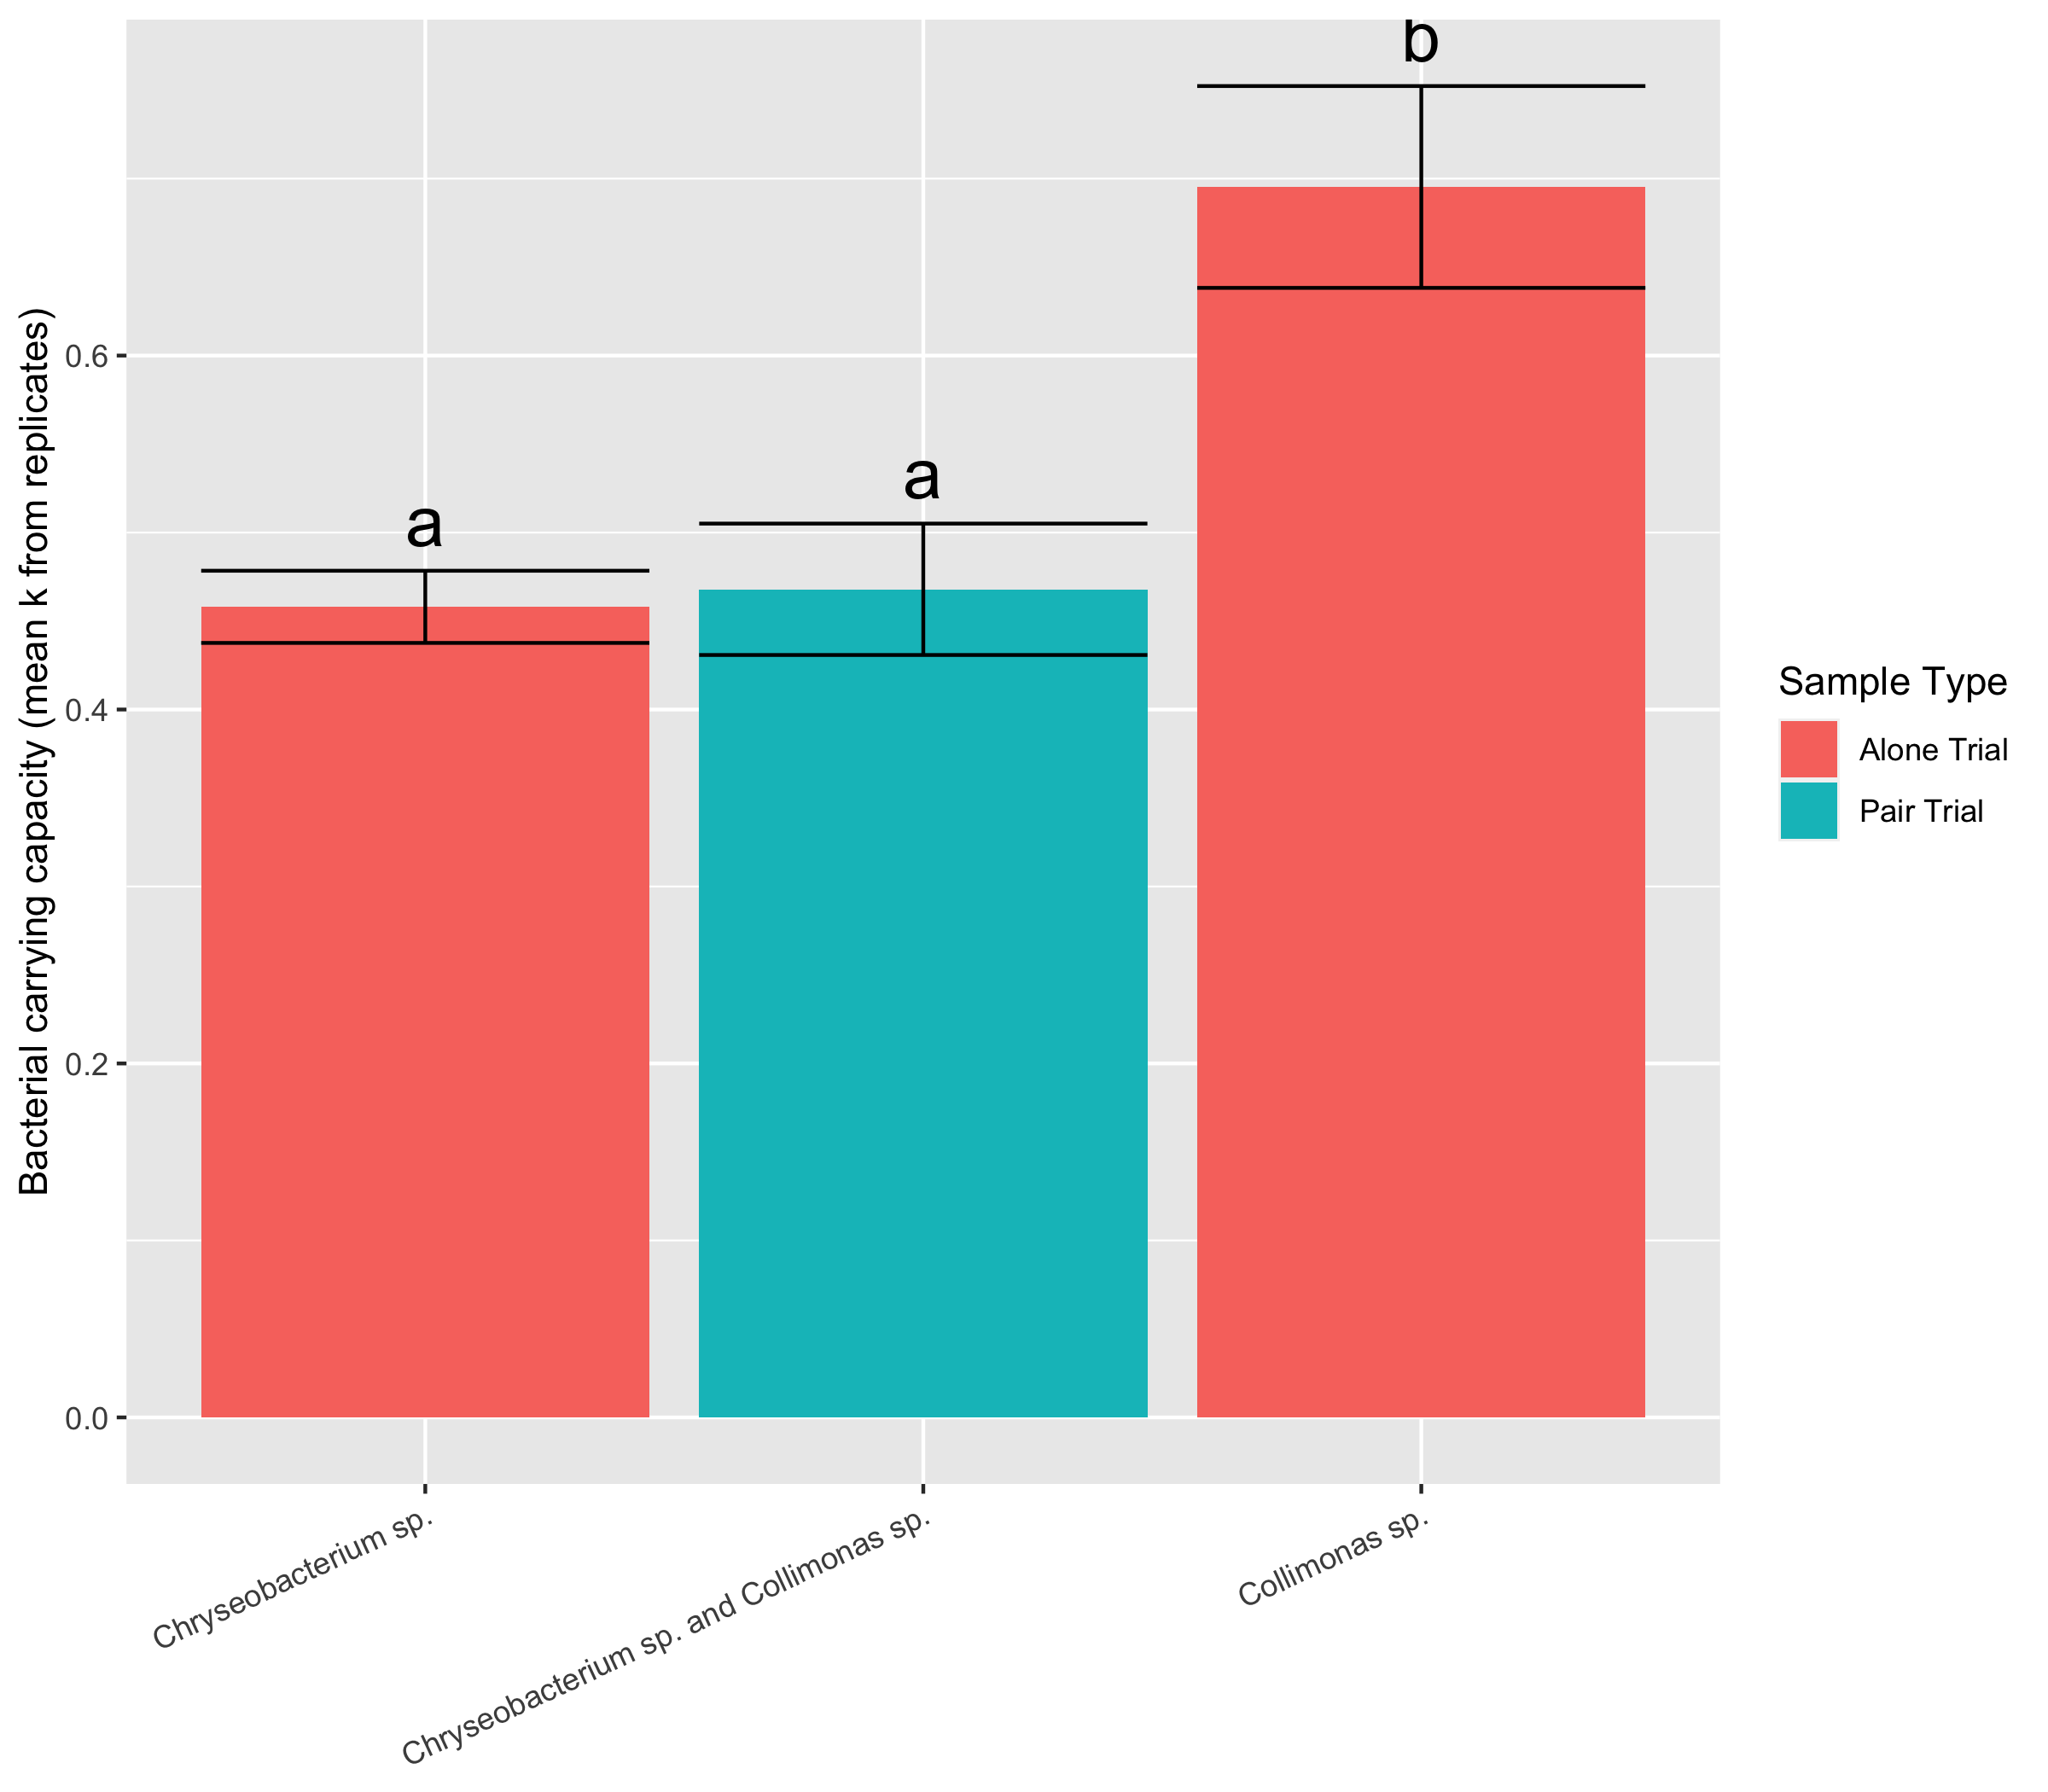 Bacterial carrying capacity (mean k from replicates)
0.6
0.4
0.2
0.0
a
a
b
Chryseobacterium sp.
Chryseobacterium sp. and Collimonas sp.
Collimonas sp.
Sample Type
Alone Trial
Pair Trial